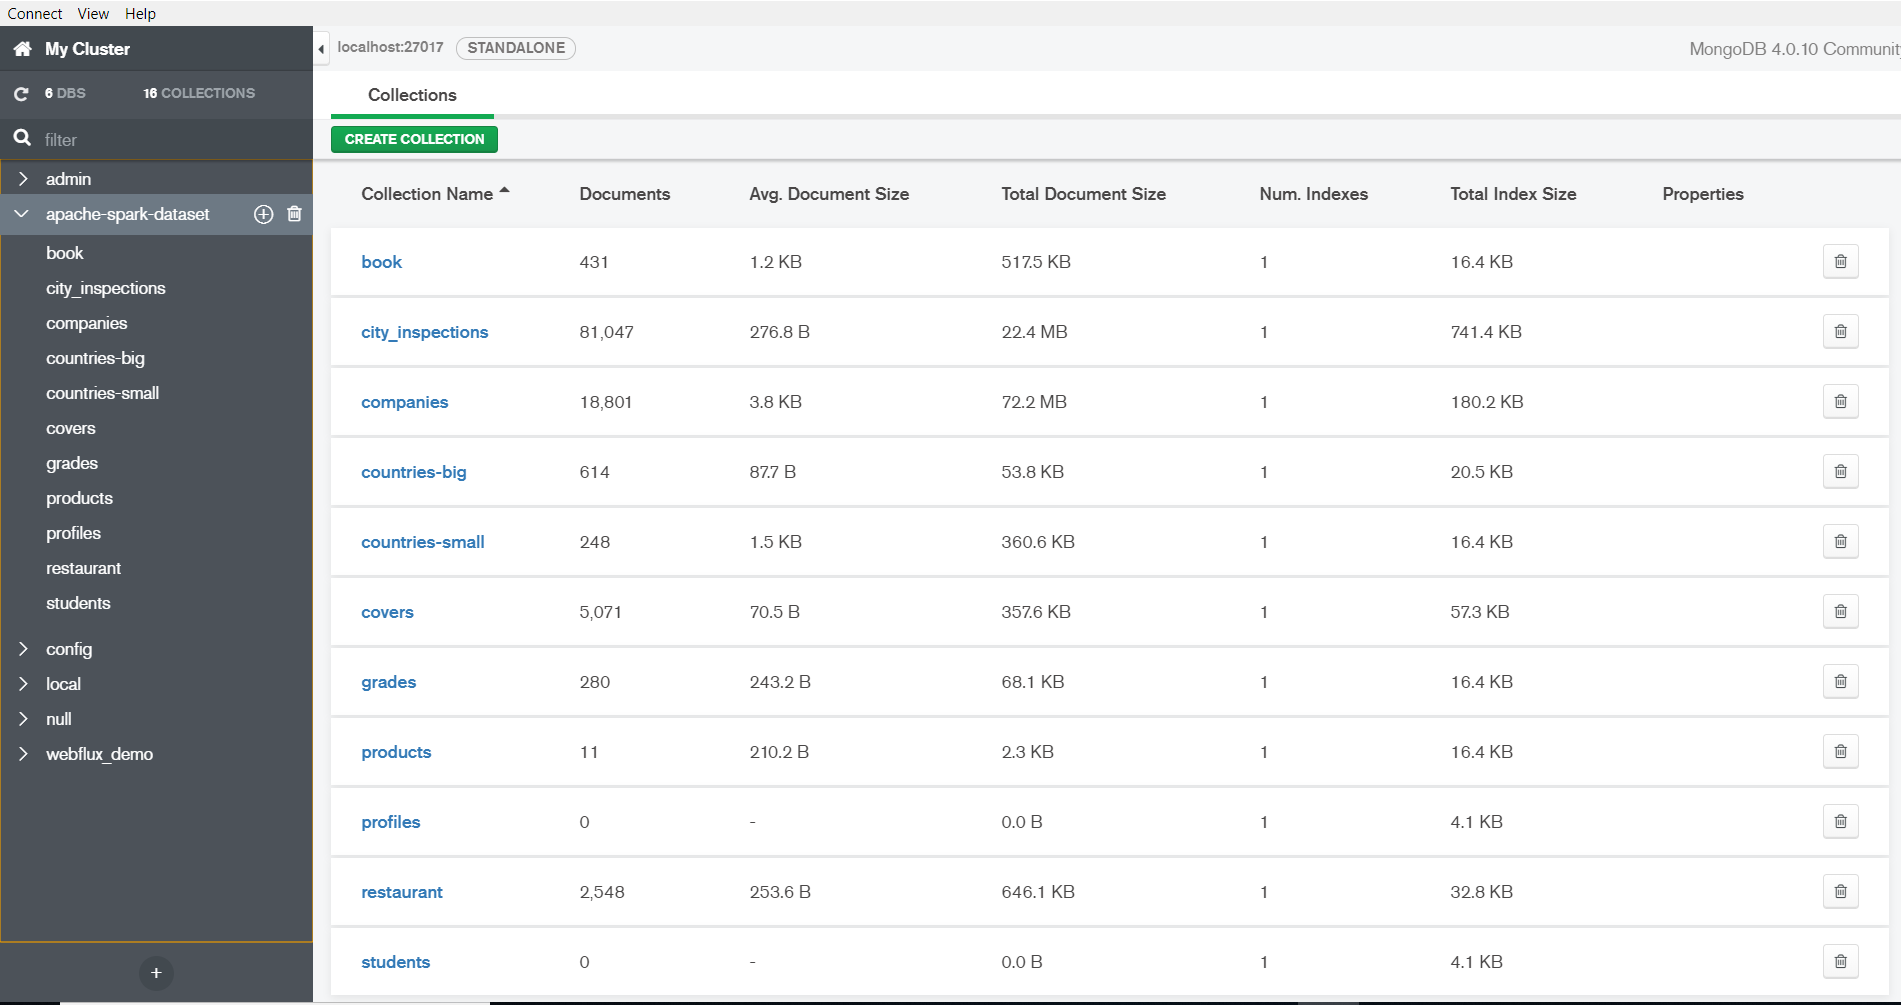 Connect View Help
My Cluster
6 DBS 16 COLLECTIONS
filter
admin
apache-spark-dataset
book
city_inspections
companies
countries-big
countries-small
covers
grades
products
profiles
restaurant
students
config
local
null
webflux_demo
+
localhost:27017 STANDALONE MongoDB 4.0.10 Communit
Collections
CREATE COLLECTION
Collection Name Documents Avg. Document Size Total Document Size Num. Indexes Total Index Size Properties
book 431 1.2 KB 517.5 KB 1 16.4 KB
city_inspections 81,047 276.8 B 22.4 MB 1 741.4 KB
companies 18,801 3.8 KB 72.2 MB 1 180.2 KB
countries-big 614 87.7 B 53.8 KB 1 20.5 KB
countries-small 248 1.5 KB 360.6 KB 1 16.4 KB
covers 5,071 70.5 B 357.6 KB 1 57.3 KB
grades 280 243.2 B 68.1 KB 1 16.4 KB
products 11 210.2 B 2.3 KB 1 16.4 KB
profiles 0 - 0.0 B 1 4.1 KB
restaurant 2,548 253.6 B 646.1 KB 1 32.8 KB
students 0 - 0.0 B 1 4.1 KB